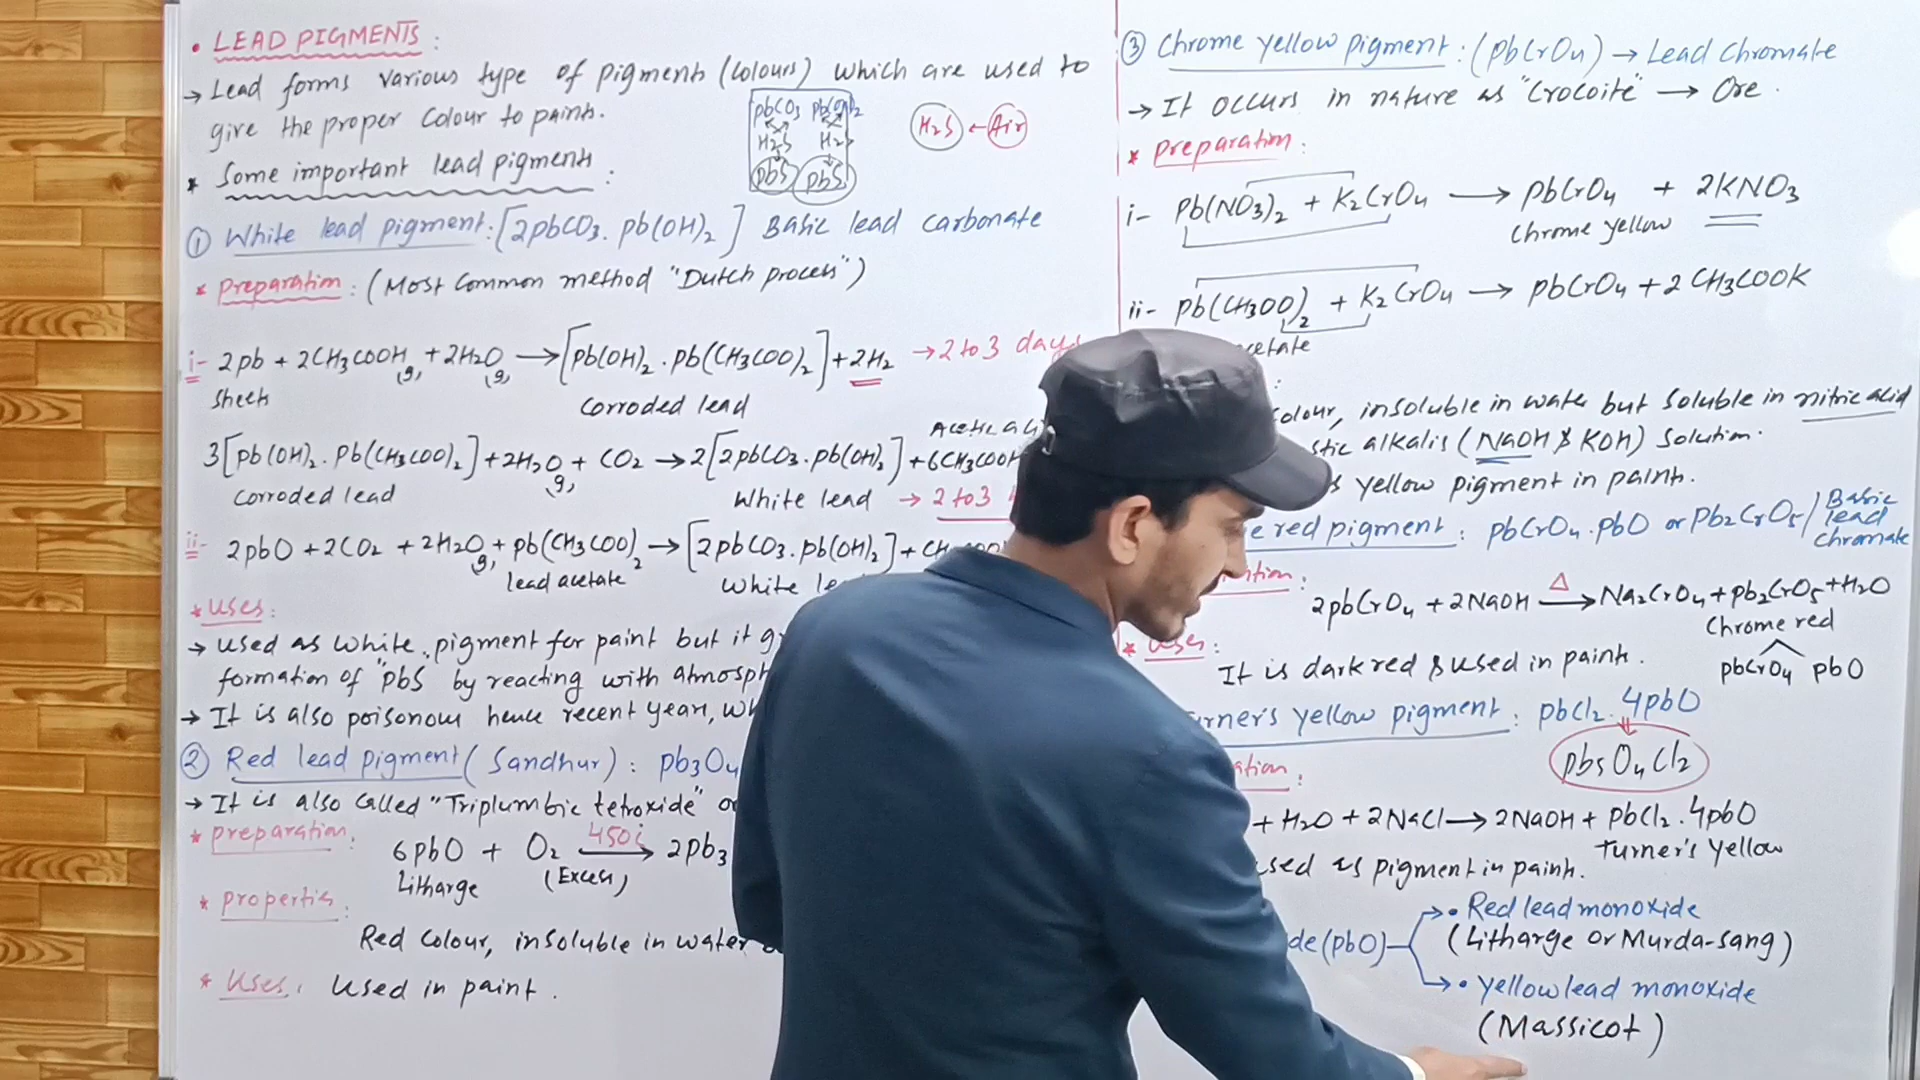 • LEAD PIGMENTS :
→ Lead forms various type of pigments (Colours) which are used to
give the proper Colour to paints.
pbCO3 pb(OH)2
H2S H2S
pbS pbS
H2S ← Air
* Some important lead pigments :
① White lead pigment : [2pbCO3. pb(OH)2] Basic lead carbonate
* Preparation : (Most Common method "Dutch process")
i- 2pb + 2CH3COOH(g) + 2H2O(g) → [Pb(OH)2. Pb(CH3COO)2] + 2H2 → 2 to 3 days
Sheets Corroded lead
3[pb(OH)2. Pb(CH3COO)2] + 2H2O(g) + CO2 → 2[2pbCO3. pb(OH)2] + 6CH3COOH
Corroded lead White lead → 2 to 3
ii- 2pbO + 2CO2 + 2H2O(g) + pb(CH3COO)2 → [2pbCO3. pb(OH)2] +
lead acetate White
* Uses :
→ Used as White pigment for paint but it
formation of "PbS by reacting with
→ It is also poisonous hence recent years,
② Red lead pigment (Sandhur) : pb3O4
→ It is also Called "Triplumbic tetroxide"
* preparation :
6pbO + O2 450c → 2pb3
Litharge (Excess)
* properties :
Red Colour, insoluble in water
* Uses : Used in paint .
③ Chrome yellow pigment : (pbCrO4) → Lead Chromate
→ It occurs in nature as "Crocoite" → Ore .
* preparation :
i- Pb(NO3)2 + K2CrO4 → pbCrO4 + 2KNO3
Chrome yellow
ii- Pb(CH3OO)2 + K2CrO4 → pbCrO4 + 2 CH3COOK
insoluble in water but soluble in nitric acid
alkalis (NaOH & KOH) Solution.
yellow pigment in paints.
red pigment : pbCrO4 . PbO or Pb2CrO5 / Basic lead Chromate
2pbCrO4 + 2NaOH Δ → Na2CrO4 + pb2CrO5 + H2O
Chrome red
pbCrO4 pbO
* Uses :
It is dark red & used in paints .
yellow pigment : pbCl2. 4pbO
pb5O4Cl2
+ H2O + 2NaCl → 2NaOH + PbCl2 . 4pbO
Turner's Yellow
as pigment in paints.
(pbO) • Red lead monoxide
(Litharge or Murda-sang)
• Yellow lead monoxide
(Massicot)